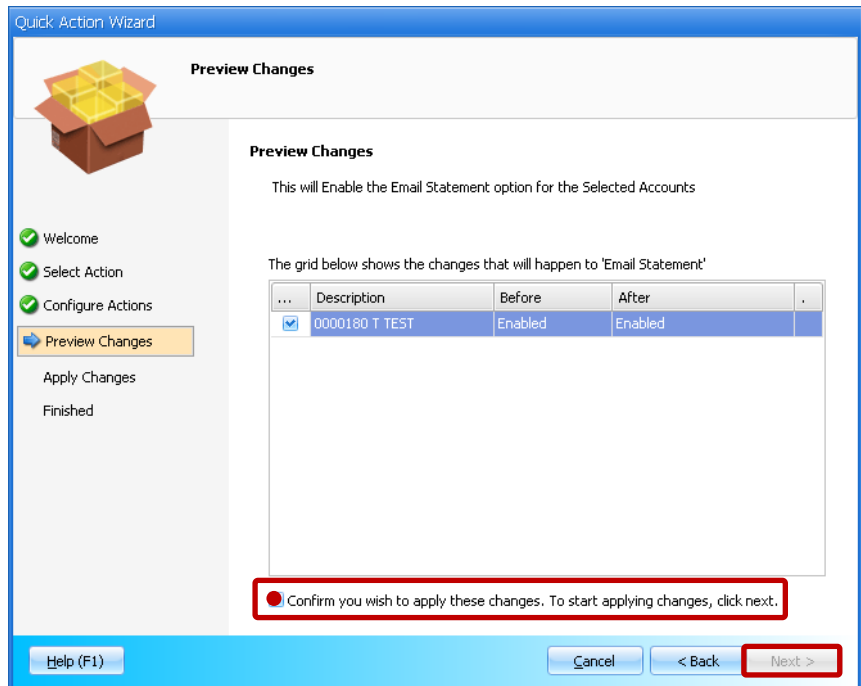 Quick Action Wizard
Preview Changes
Preview Changes
This will Enable the Email Statement option for the Selected Accounts
Welcome
Select Action
Configure Actions
Preview Changes
Apply Changes
Finished
The grid below shows the changes that will happen to 'Email Statement'
... Description Before After .
0000180 T TEST Enabled Enabled
Confirm you wish to apply these changes. To start applying changes, click next.
Help (F1) Cancel < Back Next >